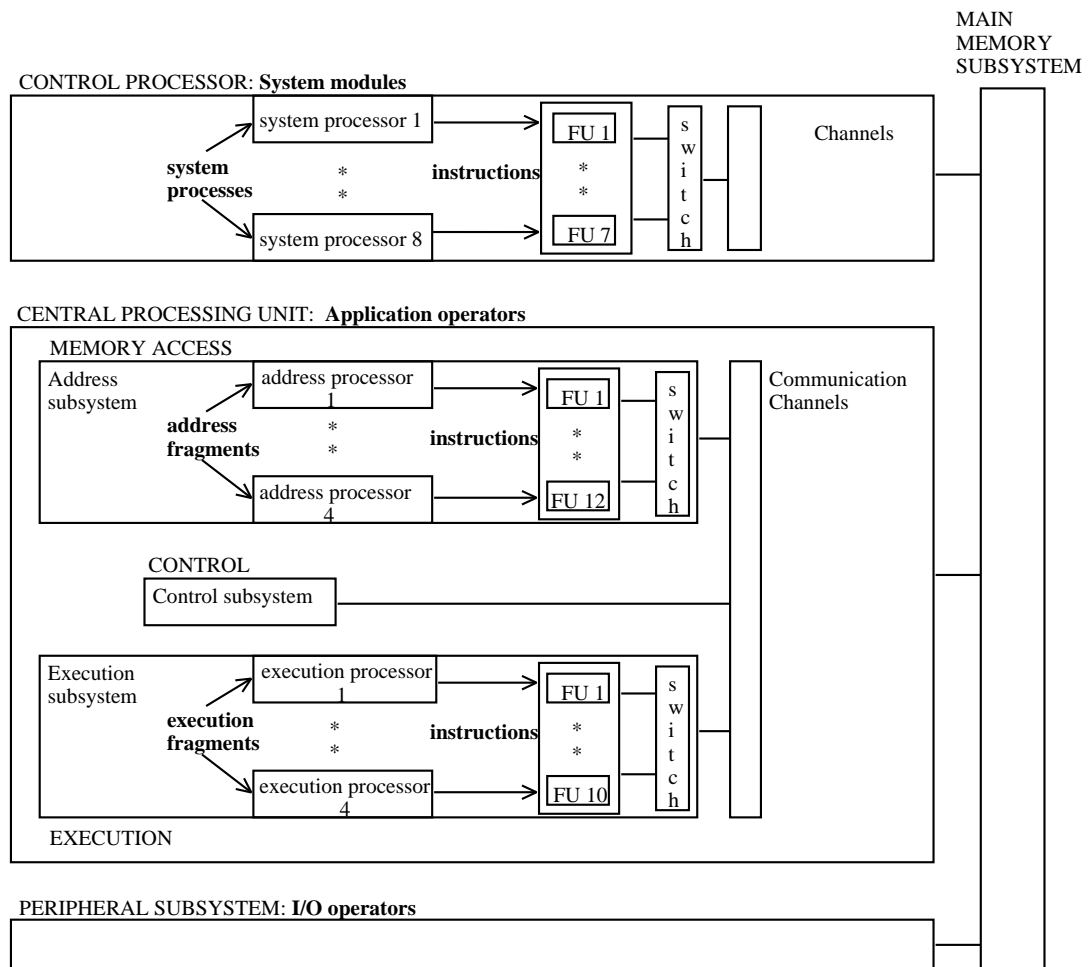 MAIN
MEMORY
SUBSYSTEM
CONTROL PROCESSOR: System modules
system processor 1
FU 1
switch
Channels
system
processes
*
*
instructions
*
*
system processor 8
FU 7
CENTRAL PROCESSING UNIT: Application operators
MEMORY ACCESS
Address
subsystem
address processor
1
FU 1
switch
Communication
Channels
address
fragments
*
*
instructions
*
*
address processor
4
FU 12
CONTROL
Control subsystem
Execution
subsystem
execution processor
1
FU 1
switch
execution
fragments
*
*
instructions
*
*
execution processor
4
FU 10
EXECUTION
PERIPHERAL SUBSYSTEM: I/O operators